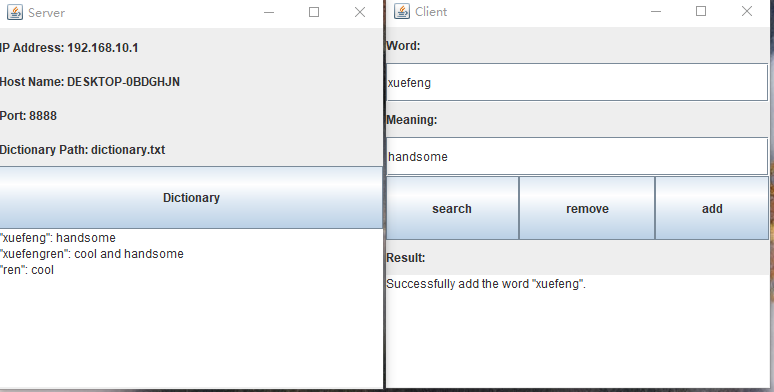 Server
IP Address: 192.168.10.1
Host Name: DESKTOP-0BDGHJN
Port: 8888
Dictionary Path: dictionary.txt
Dictionary
"xuefeng": handsome
"xuefengren": cool and handsome
"ren": cool
Client
Word:
xuefeng
Meaning:
handsome
search remove add
Result:
Successfully add the word "xuefeng".